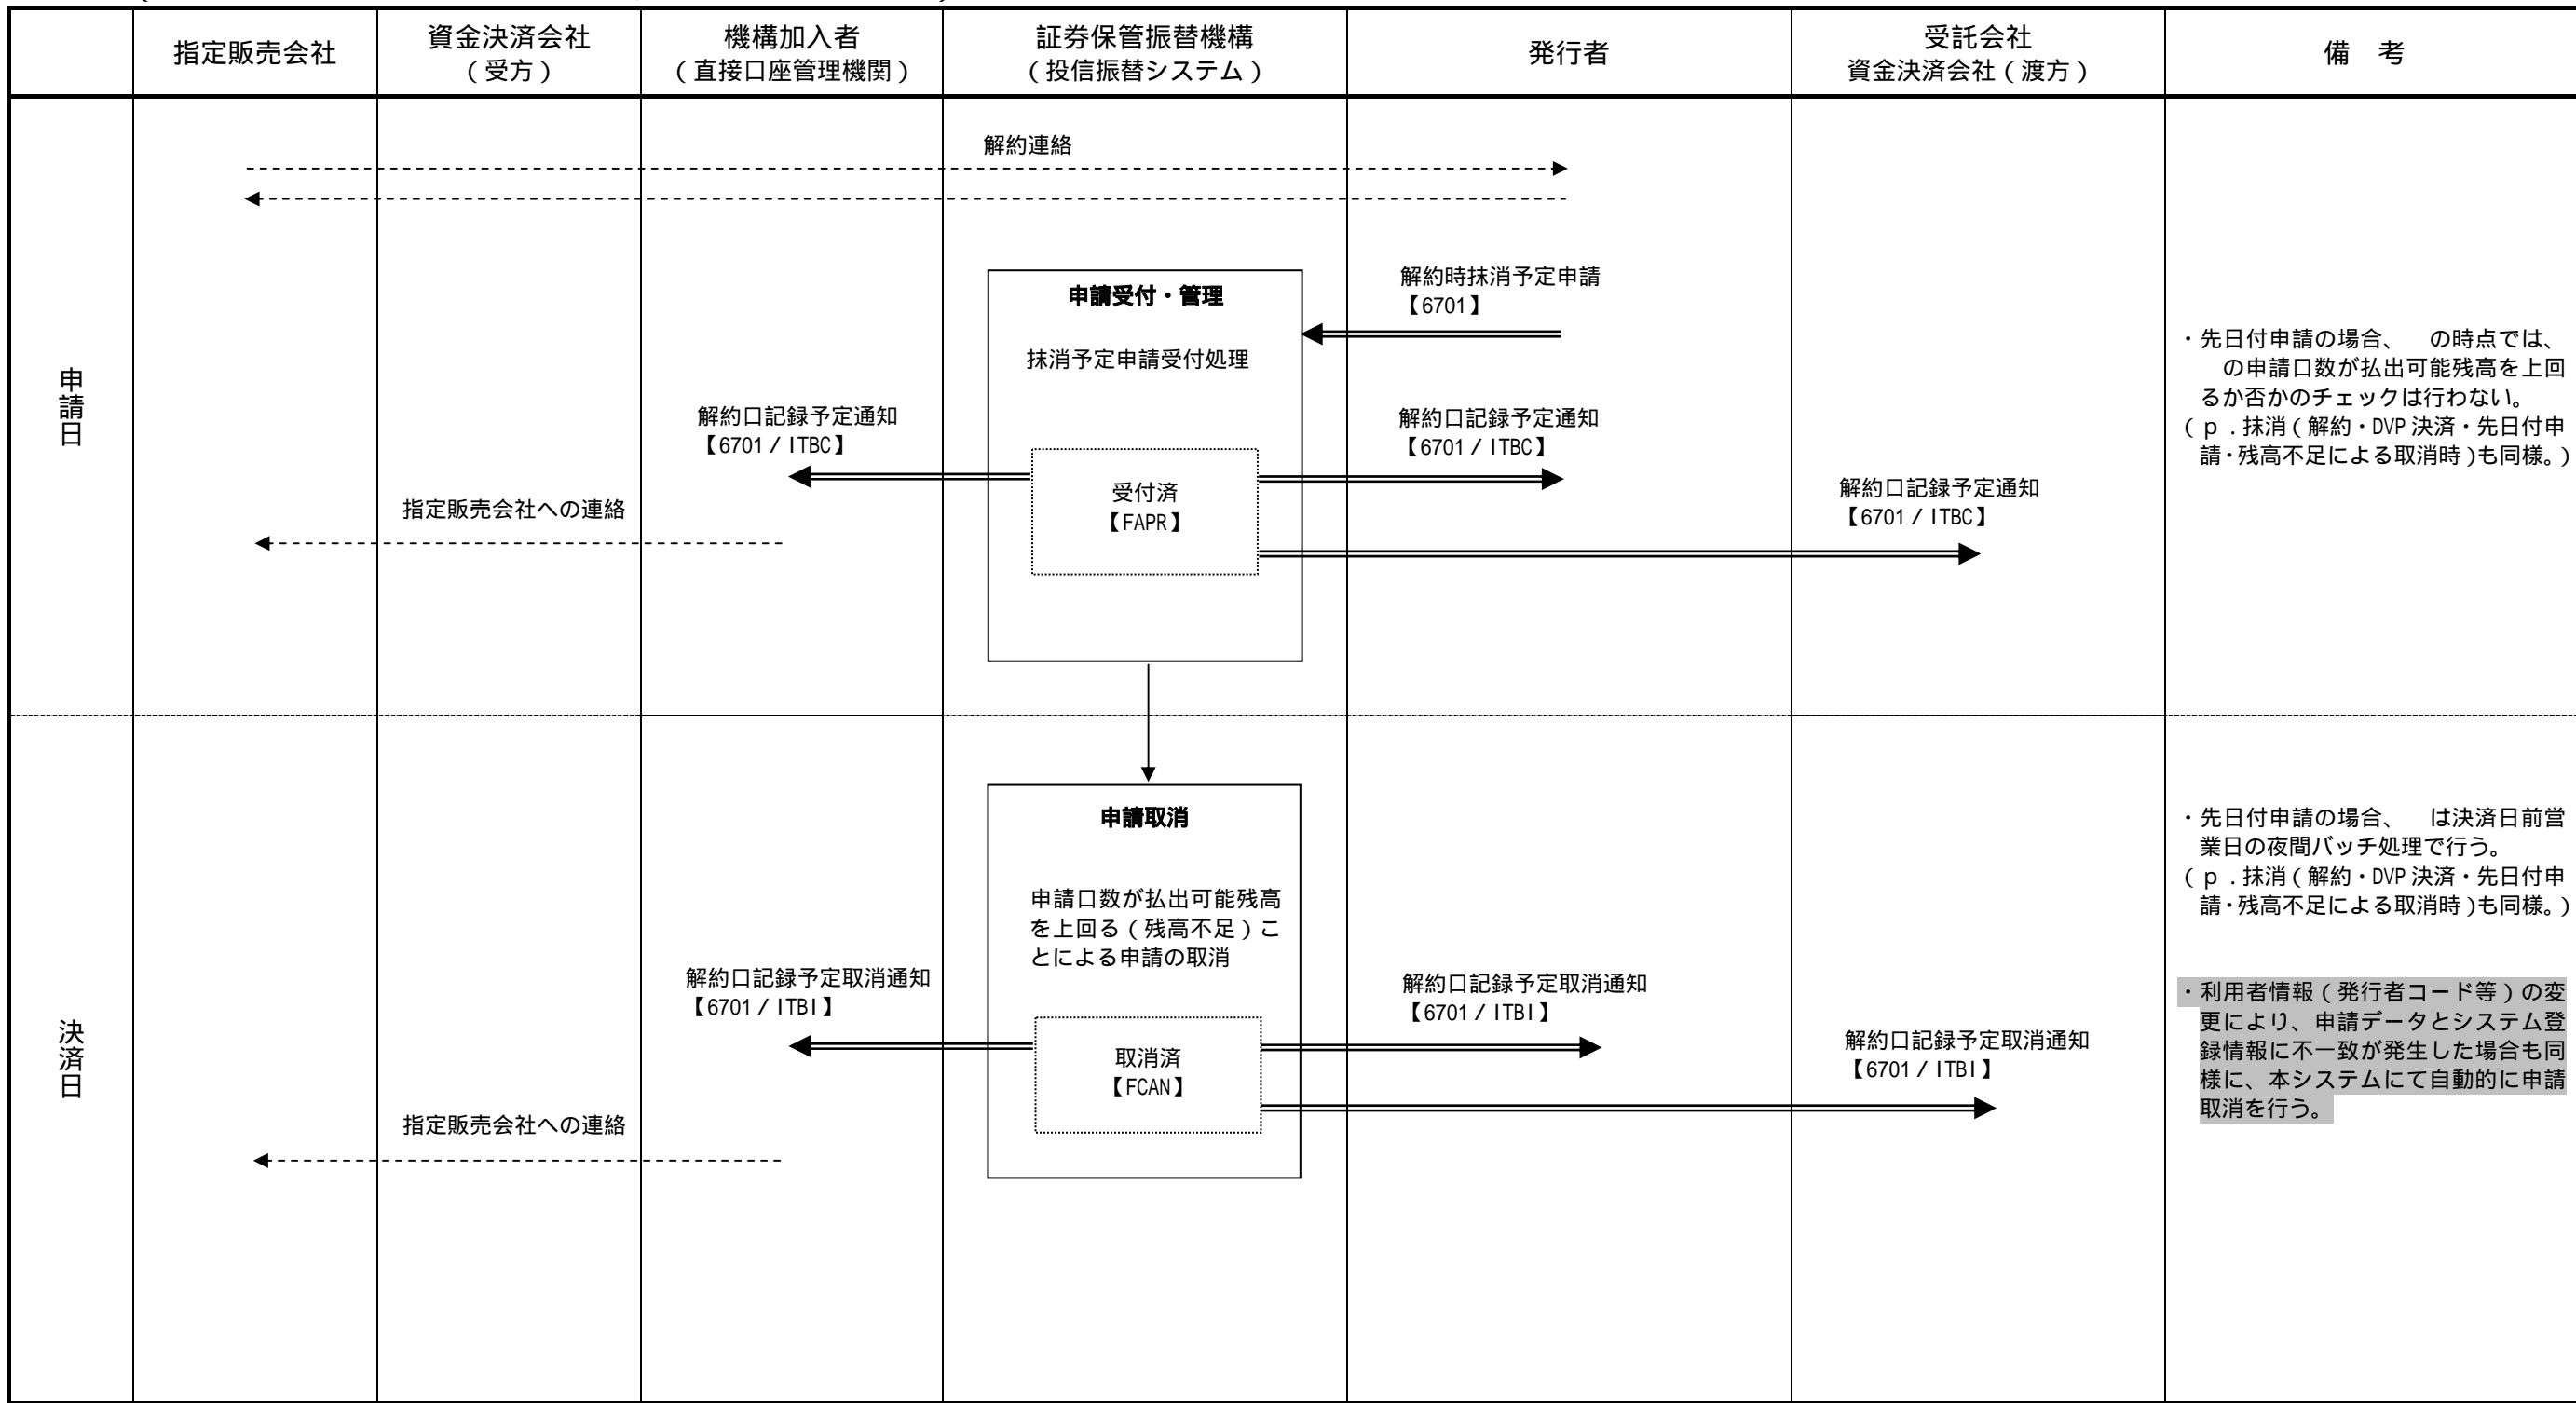 指定販売会社
資金決済会社
(受方)
機構加入者
(直接口座管理機関)
証券保管振替機構
(投信振替システム)
発行者
受託会社
資金決済会社(渡方)
備 考
申請日
解約連絡
解約時抹消予定申請
【6701】
申請受付・管理
抹消予定申請受付処理
解約口記録予定通知
【6701/ITBC】
解約口記録予定通知
【6701/ITBC】
受付済
【FAPR】
解約口記録予定通知
【6701/ITBC】
指定販売会社への連絡
・先日付申請の場合、 の時点では、
の申請口数が払出可能残高を上回
るか否かのチェックは行わない。
(p.抹消(解約・DVP決済・先日付申
請・残高不足による取消時)も同様。)
決済日
申請取消
申請口数が払出可能残高
を上回る(残高不足)こ
とによる申請の取消
解約口記録予定取消通知
【6701/ITBI】
解約口記録予定取消通知
【6701/ITBI】
取消済
【FCAN】
解約口記録予定取消通知
【6701/ITBI】
指定販売会社への連絡
・先日付申請の場合、 は決済日前営
業日の夜間バッチ処理で行う。
(p.抹消(解約・DVP決済・先日付申
請・残高不足による取消時)も同様。)
・利用者情報(発行者コード等)の変
更により、申請データとシステム登
録情報に不一致が発生した場合も同
様に、本システムにて自動的に申請
取消を行う。